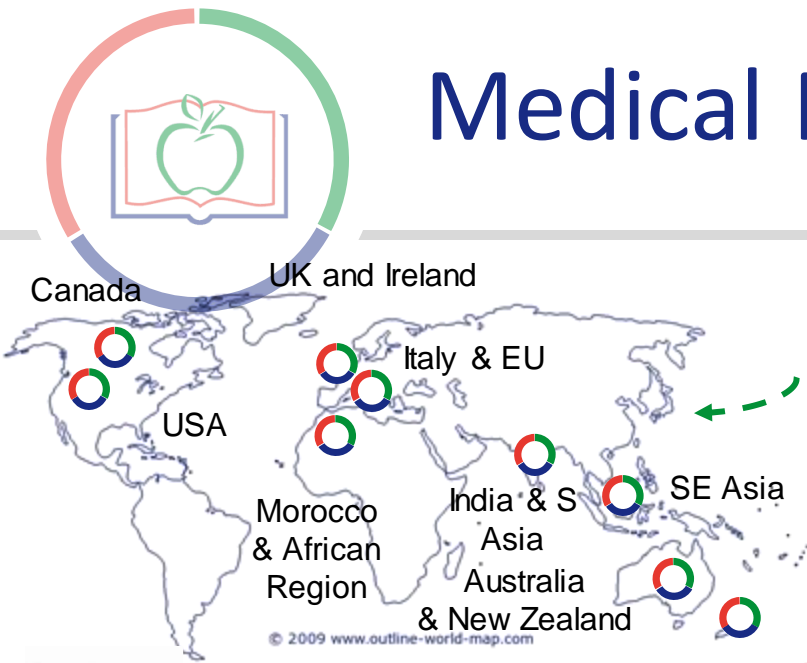 Medical
UK and Ireland
Canada
Italy & EU
USA
SE Asia
India & S
Asia
Morocco
& African
Region
Australia
& New Zealand
© 2009 www.outline-world-map.com